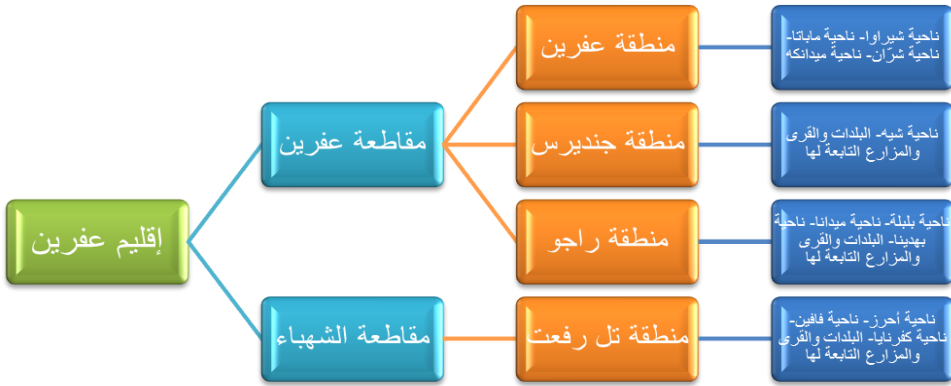 إقليم عفرين
مقاطعة عفرين
منطقة عفرين
ناحية شيراوا- ناحية ماباتا-
ناحية شرّان- ناحية ميدانكه
منطقة جنديرس
ناحية شيه- البلدات والقرى
والمزارع التابعة لها
منطقة راجو
ناحية بلبلة- ناحية ميدانا- ناحية
بهدينا- البلدات والقرى
والمزارع التابعة لها
مقاطعة الشهباء
منطقة تل رفعت
ناحية أحرز- ناحية فافين-
ناحية كفرنايا- البلدات والقرى
والمزارع التابعة لها